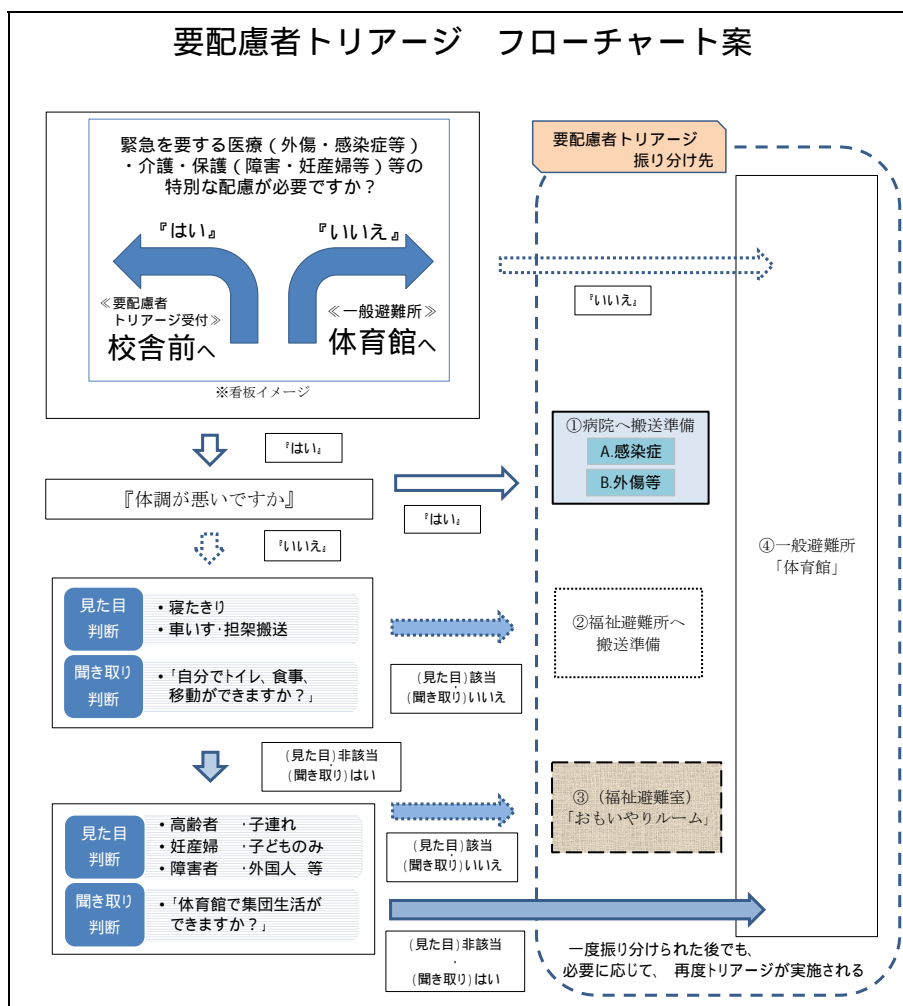 要配慮者トリアージ　フローチャート案
緊急を要する医療（外傷・感染症等）
・介護・保護（障害・妊産婦等）等の
特別な配慮が必要ですか？
『はい』
『いいえ』
≪要配慮者
トリアージ受付≫
校舎前へ
≪一般避難所≫
体育館へ
※看板イメージ
要配慮者トリアージ
振り分け先
『いいえ』
『はい』
『体調が悪いですか』
『はい』
①病院へ搬送準備
A.感染症
B.外傷等
『いいえ』
④一般避難所
「体育館」
見た目
判断
・寝たきり
・車いす・担架搬送
聞き取り
判断
・「自分でトイレ、食事、
移動ができますか？」
(見た目)該当
・
(聞き取り)いいえ
②福祉避難所へ
搬送準備
(見た目)非該当
・
(聞き取り)はい
見た目
判断
・高齢者　・子連れ
・妊産婦　・子どものみ
・障害者　・外国人 等
聞き取り
判断
・「体育館で集団生活が
できますか？」
(見た目)該当
・
(聞き取り)いいえ
③（福祉避難室）
「おもいやりルーム」
(見た目)非該当
・
(聞き取り)はい
一度振り分けられた後でも、
必要に応じて、再度トリアージが実施される